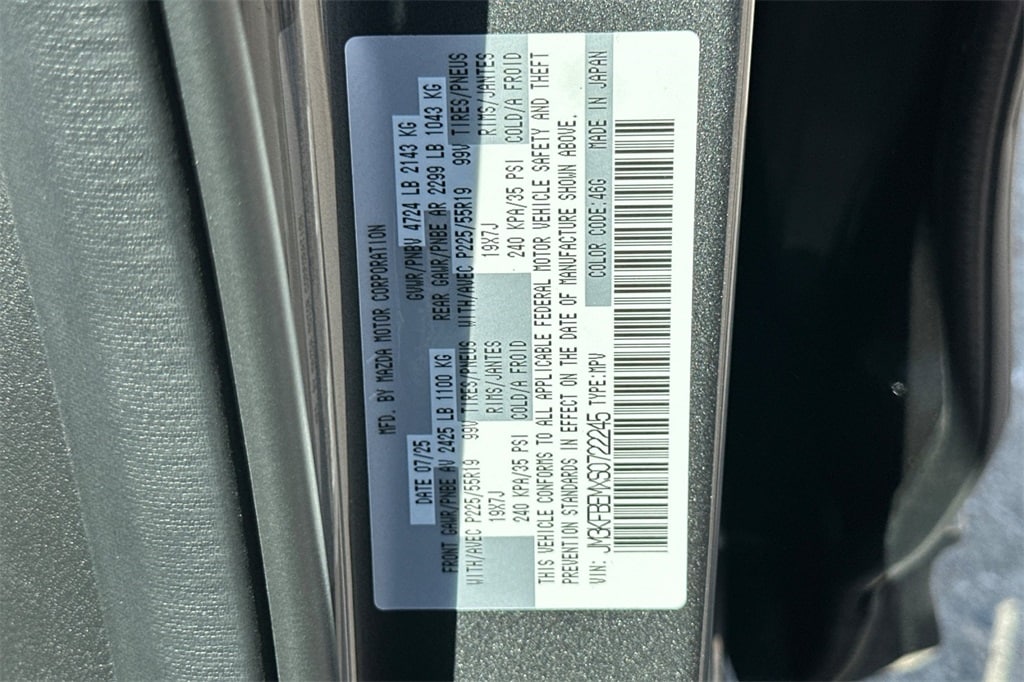 MFD. BY MAZDA MOTOR CORPORATION
DATE 07/25 GVWR/PNBV 4724 LB 2143 KG
FRONT GAWR/PNBE AV 2425 LB 1100 KG REAR GAWR/PNBE AR 2299 LB 1043 KG
WITH/AVEC P225/55R19 99V TIRES/PNEUS WITH/AVEC P225/55R19 99V TIRES/PNEUS
19X7J RIMS/JANTES 19X7J RIMS/JANTES
240 KPA/35 PSI COLD/A FROID 240 KPA/35 PSI COLD/A FROID
THIS VEHICLE CONFORMS TO ALL APPLICABLE FEDERAL MOTOR VEHICLE SAFETY AND THEFT
PREVENTION STANDARDS IN EFFECT ON THE DATE OF MANUFACTURE SHOWN ABOVE.
VIN: JM3KFBEMXS0722245 TYPE:MPV COLOR CODE:46G MADE IN JAPAN